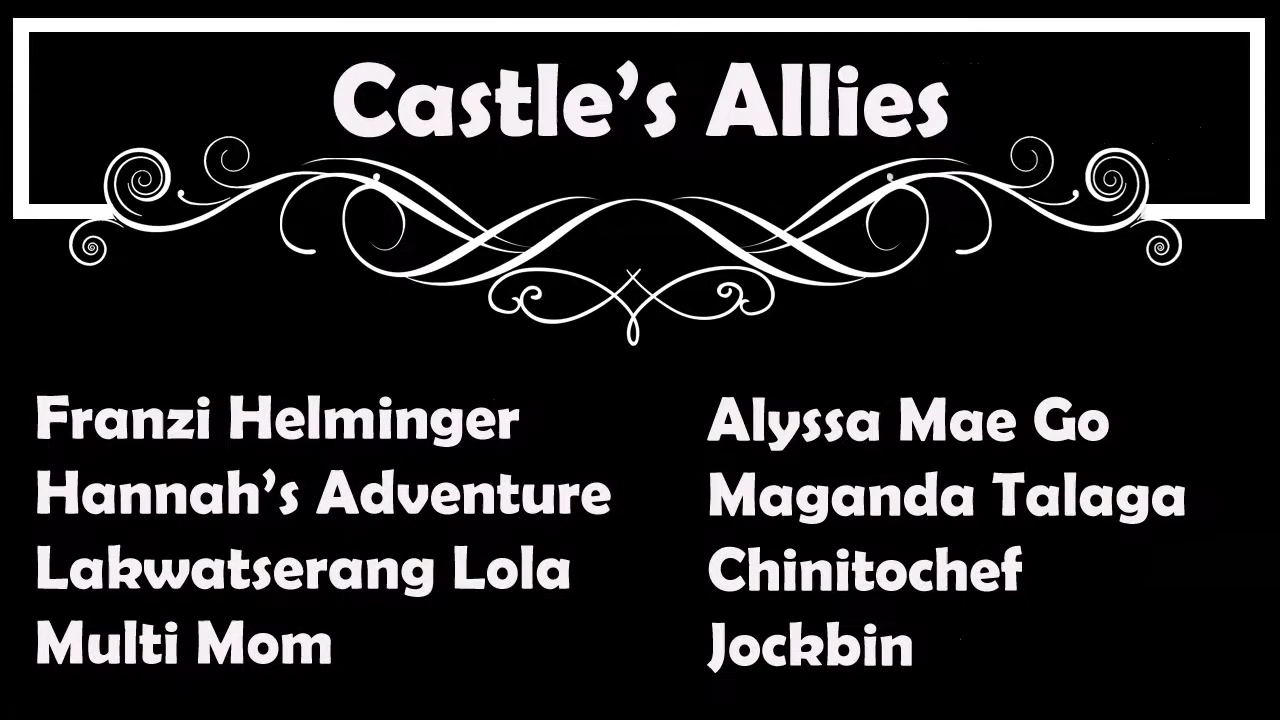 Castle’s Allies
Franzi Helminger
Hannah’s Adventure
Lakwatserang Lola
Multi Mom
Alyssa Mae Go
Maganda Talaga
Chinitochef
Jockbin